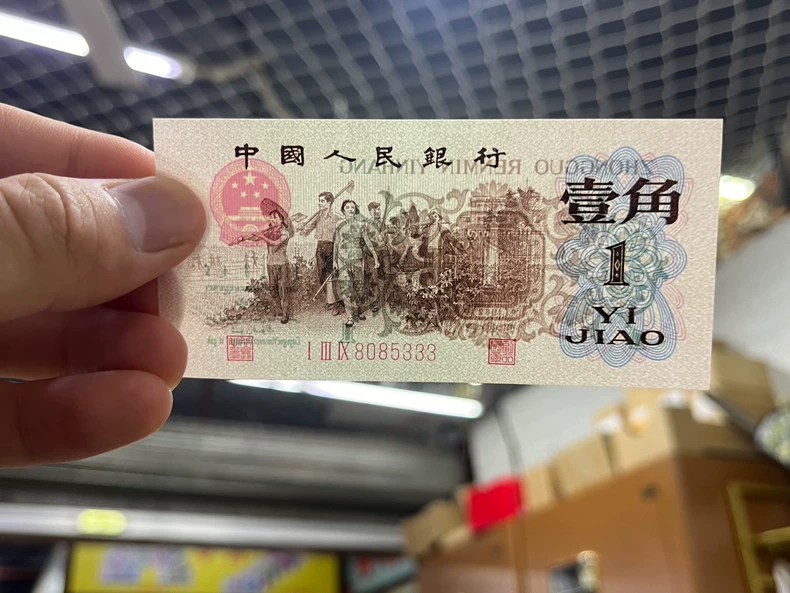 中國人民銀行
ZHONGGUO RENMIN YINHANG
壹角
1
YI
JIAO
I III IX 8085333